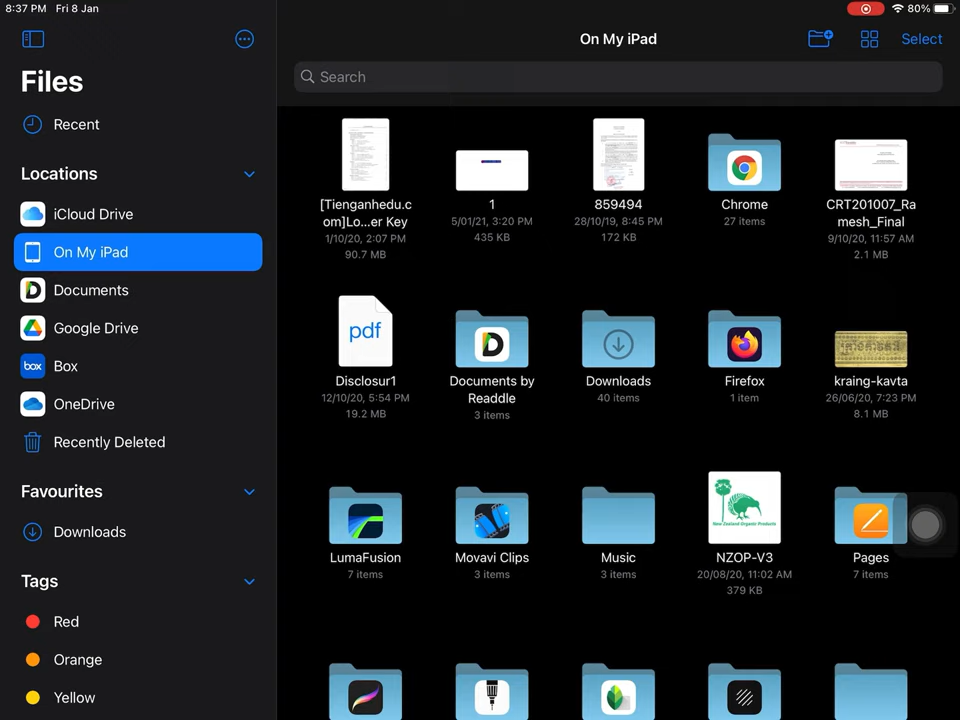 8:37 PM Fri 8 Jan
80%
Files
Recent
Locations
iCloud Drive
On My iPad
Documents
Google Drive
box
Box
OneDrive
Recently Deleted
Favourites
Downloads
Tags
Red
Orange
Yellow
On My iPad
Select
Search
[Tienganhedu.c
om]Lo...er Key
1/10/20, 2:07 PM
90.7 MB
1
5/01/21, 3:20 PM
435 KB
859494
28/10/19, 8:45 PM
172 KB
Chrome
27 items
CRT201007_Ra
mesh_Final
9/10/20, 11:57 AM
2.1 MB
pdf
Disclosur1
12/10/20, 5:54 PM
19.2 MB
Documents by
Readdle
3 items
Downloads
40 items
Firefox
1 item
kraing-kavta
26/06/20, 7:23 PM
8.1 MB
LumaFusion
7 items
Movavi Clips
3 items
Music
3 items
New Zealand Organic Products
NZOP-V3
20/08/20, 11:02 AM
379 KB
Pages
7 items